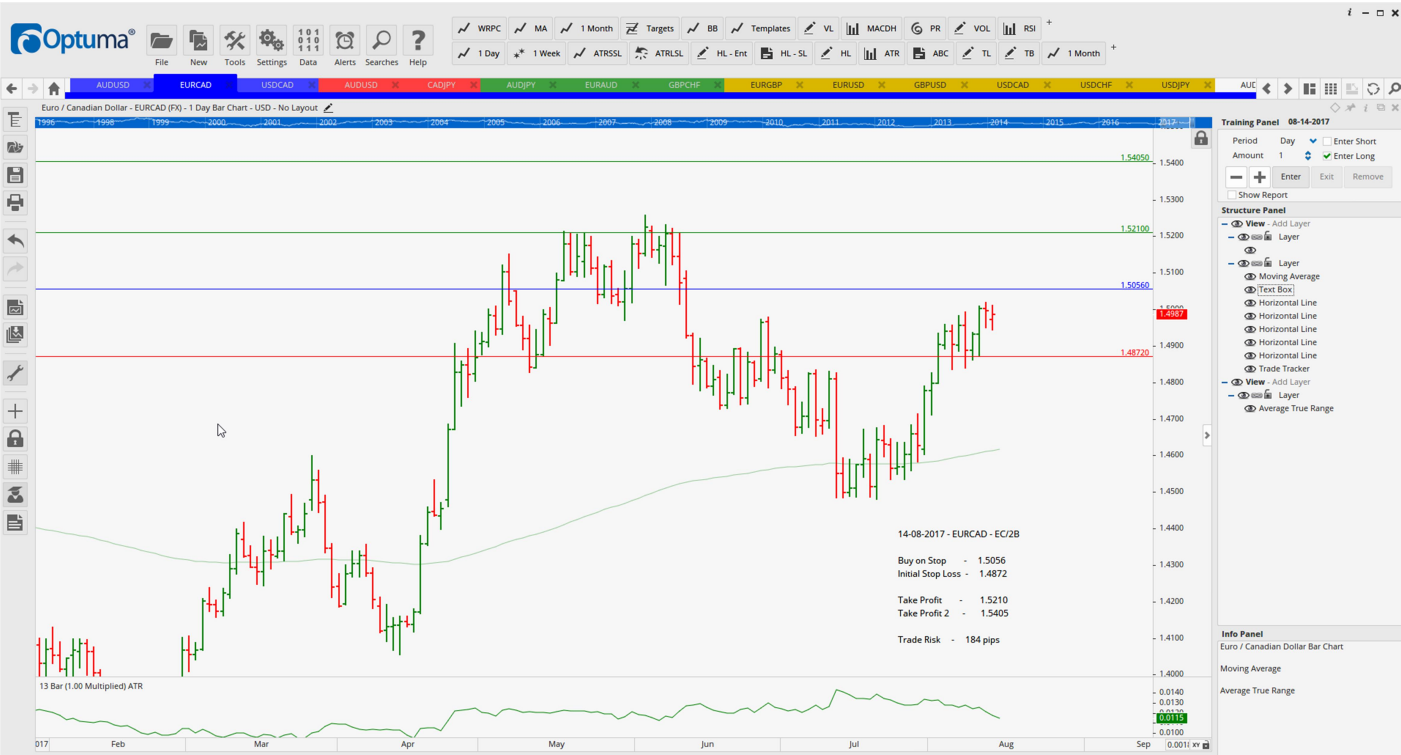 Optuma®
File New Tools Settings Data Alerts Searches Help
WRPC MA 1 Month Targets BB Templates VL MACDH PR VOL RSI +
1 Day 1 Week ATRSSL ATRLSL HL - Ent HL - SL HL ATR ABC TL TB 1 Month +
AUDUSD EURCAD USDCAD AUDUSD CADJPY AUDJPY EURAUD GBPCHF EURGBP EURUSD GBPUSD USDCAD USDCHF USDJPY
Euro / Canadian Dollar - EURCAD (FX) - 1 Day Bar Chart - USD - No Layout
1996 1998 1999 2000 2001 2002 2003 2004 2005 2006 2007 2008 2009 2010 2011 2012 2013 2014 2015 2016 2017
1.54050
1.5400
1.5300
1.52100
1.5200
1.5100
1.50560
1.4987
1.4900
1.48720
1.4800
1.4700
1.4600
1.4500
1.4400
1.4300
1.4200
1.4100
1.4000
14-08-2017 - EURCAD - EC/2B
Buy on Stop - 1.5056
Initial Stop Loss - 1.4872
Take Profit - 1.5210
Take Profit 2 - 1.5405
Trade Risk - 184 pips
13 Bar (1.00 Multiplied) ATR
0.0140
0.0130
0.0115
0.0100
017 Feb Mar Apr May Jun Jul Aug Sep
XY
Training Panel 08-14-2017
Period Day Enter Short
Amount 1 Enter Long
Enter Exit Remove
Show Report
Structure Panel
View - Add Layer
Layer
Layer
Moving Average
Text Box
Horizontal Line
Horizontal Line
Horizontal Line
Horizontal Line
Horizontal Line
Trade Tracker
View - Add Layer
Layer
Average True Range
Info Panel
Euro / Canadian Dollar Bar Chart
Moving Average
Average True Range